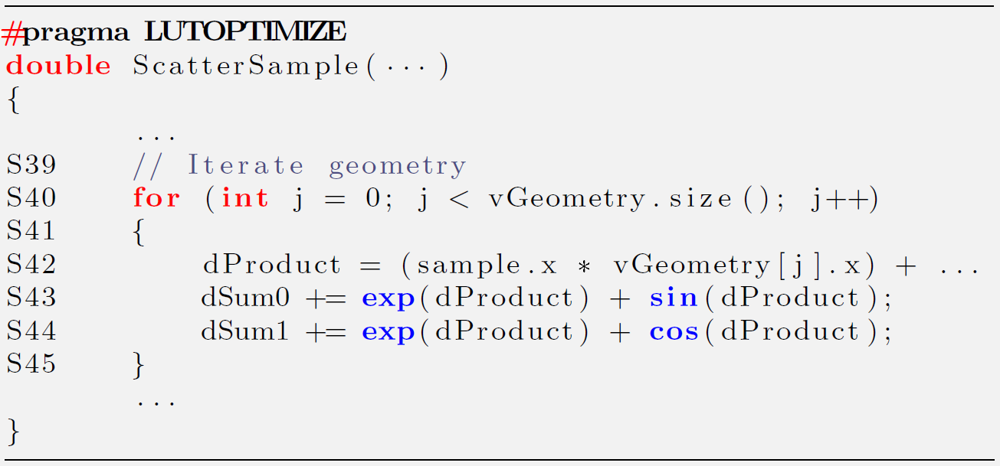 #pragma LUTOPTIMIZE
double ScatterSample(···)
{
...
S39 // Iterate geometry
S40 for (int j = 0; j < vGeometry.size(); j++)
S41 {
S42 dProduct = (sample.x * vGeometry[j].x) + ...
S43 dSum0 += exp(dProduct) + sin(dProduct);
S44 dSum1 += exp(dProduct) + cos(dProduct);
S45 }
...
}